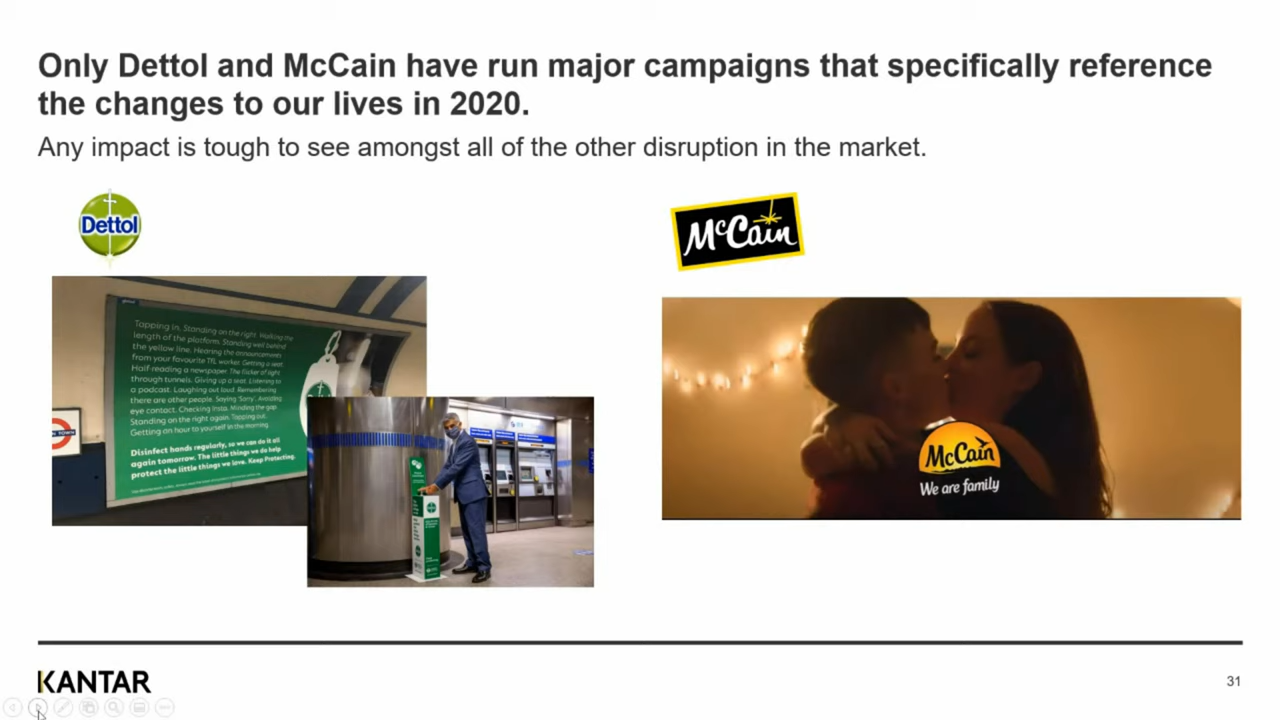 Only Dettol and McCain have run major campaigns that specifically reference
the changes to our lives in 2020.
Any impact is tough to see amongst all of the other disruption in the market.
Dettol
McCain
global
Tapping in. Standing on the right. Walking the
length of the platform. Standing well behind
the yellow line. Hearing the announcements
from your favourite TfL worker. Getting a seat.
Half-reading a newspaper. The flicker of light
through tunnels. Giving up a seat. Listening to
a podcast. Laughing out loud. Remembering
there are other people. Saying 'Sorry'. Avoiding
eye contact. Checking Insta. Minding the gap.
Standing on the right again. Tapping out.
Getting an hour to yourself in the morning.
Disinfect hands regularly, so we can do it all
again tomorrow. The little things we do help
protect the little things we love. Keep Protecting.
TOWN
McCain
We are family
KANTAR
31